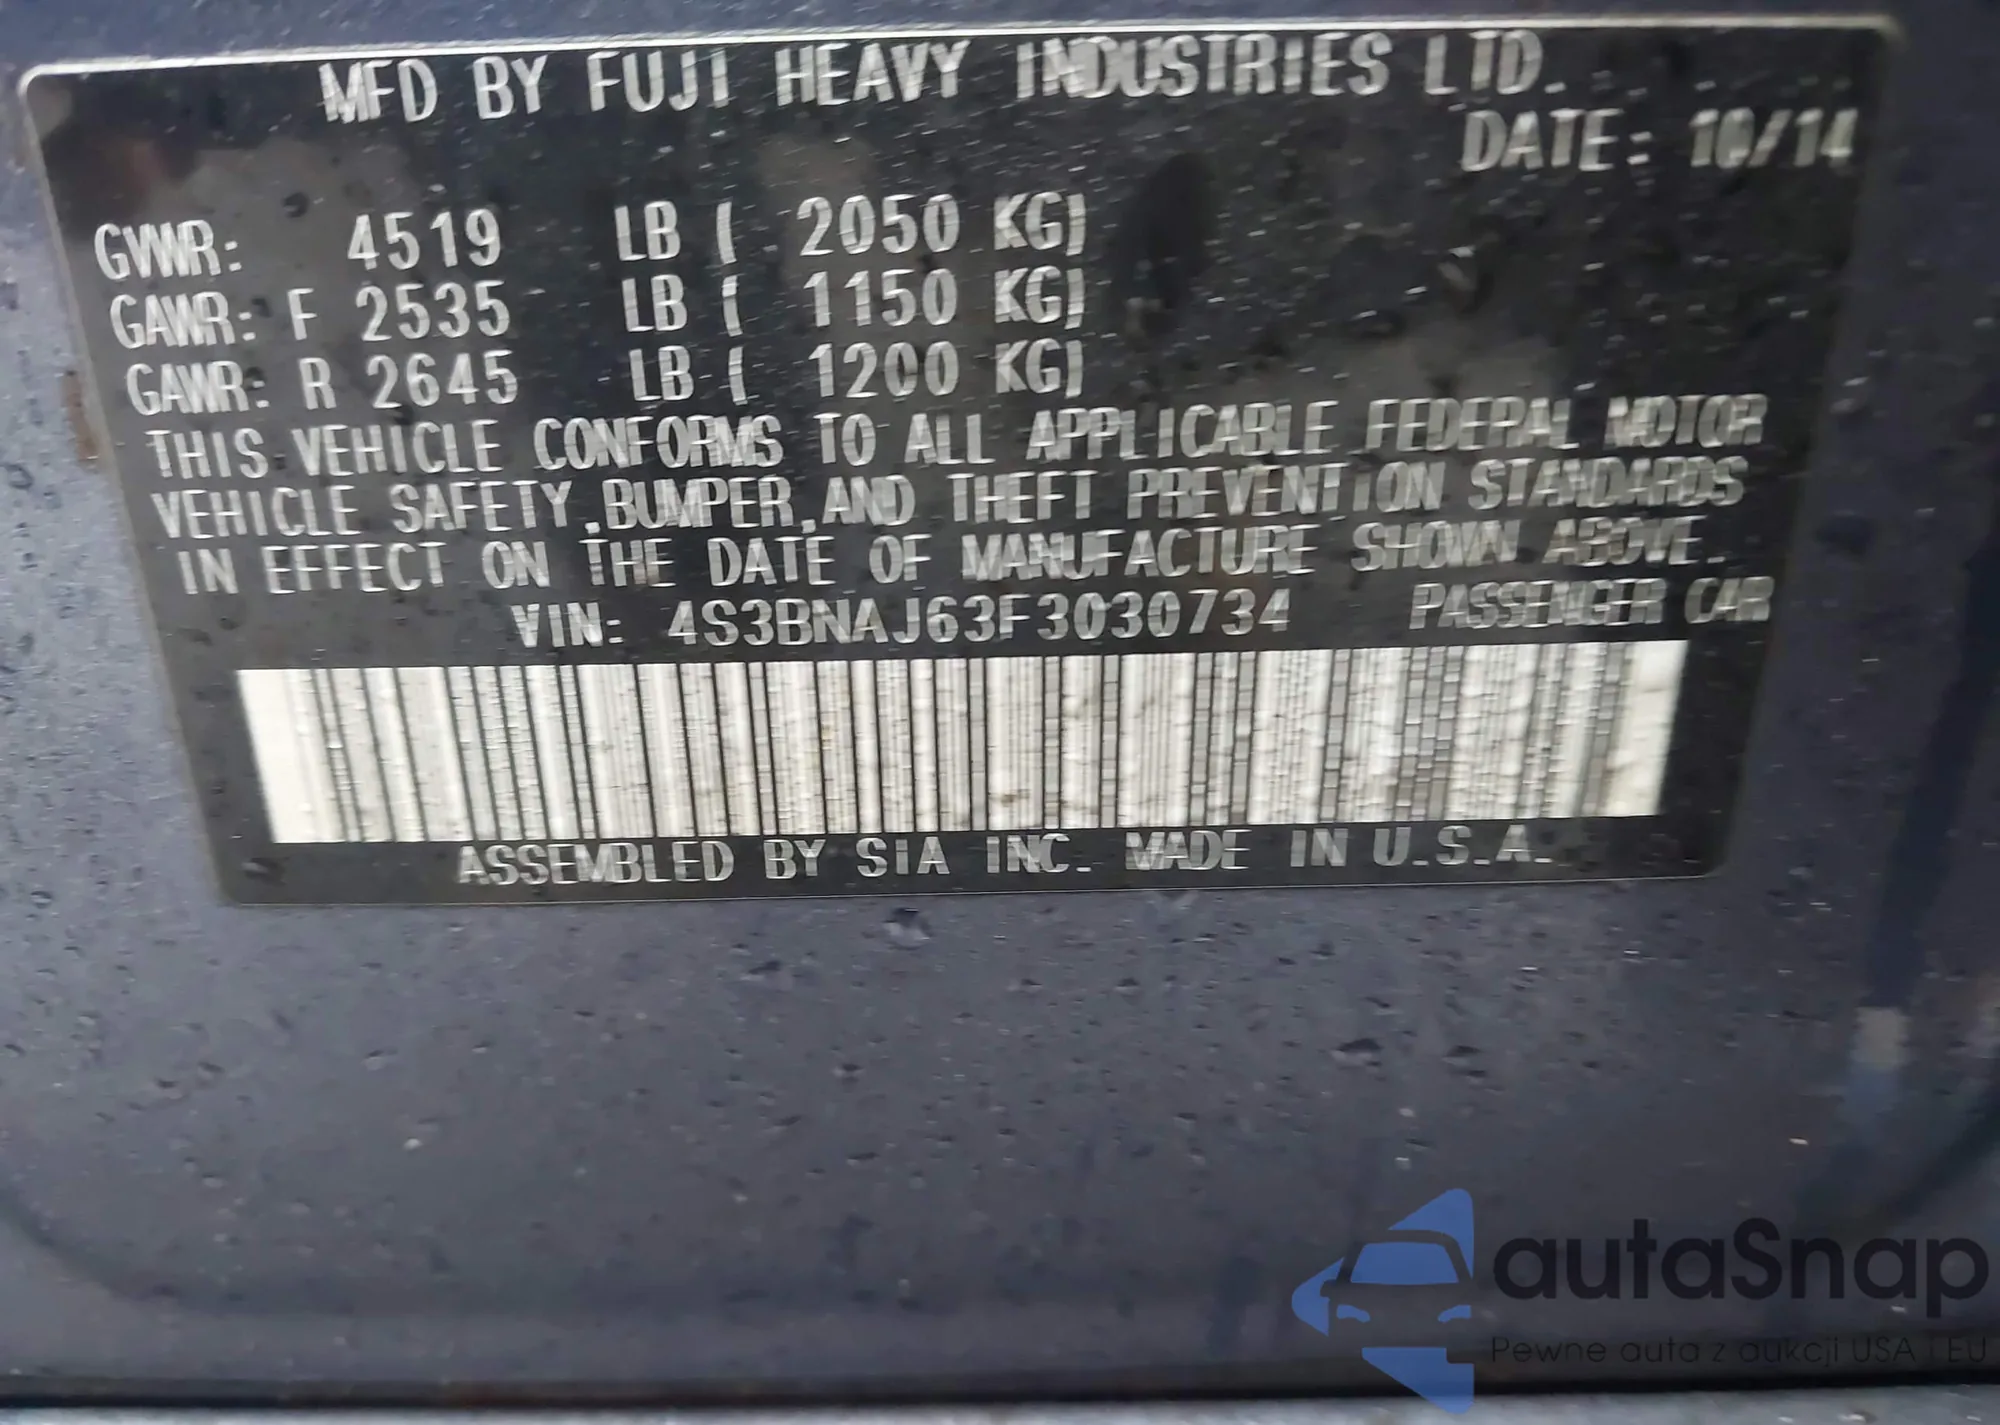 MFD BY FUJI HEAVY INDUSTRIES LTD.
DATE: 10/14
GVWR: 4519 LB ( 2050 KG)
GAWR: F 2535 LB ( 1150 KG)
GAWR: R 2645 LB ( 1200 KG)
THIS VEHICLE CONFORMS TO ALL APPLICABLE FEDERAL MOTOR
VEHICLE SAFETY,BUMPER,AND THEFT PREVENTION STANDARDS
IN EFFECT ON THE DATE OF MANUFACTURE SHOWN ABOVE.
VIN: 4S3BNAJ63F3030734 PASSENGER CAR
ASSEMBLED BY SIA INC. MADE IN U.S.A.
autaSnap
Pewne auta z aukcji USA i EU